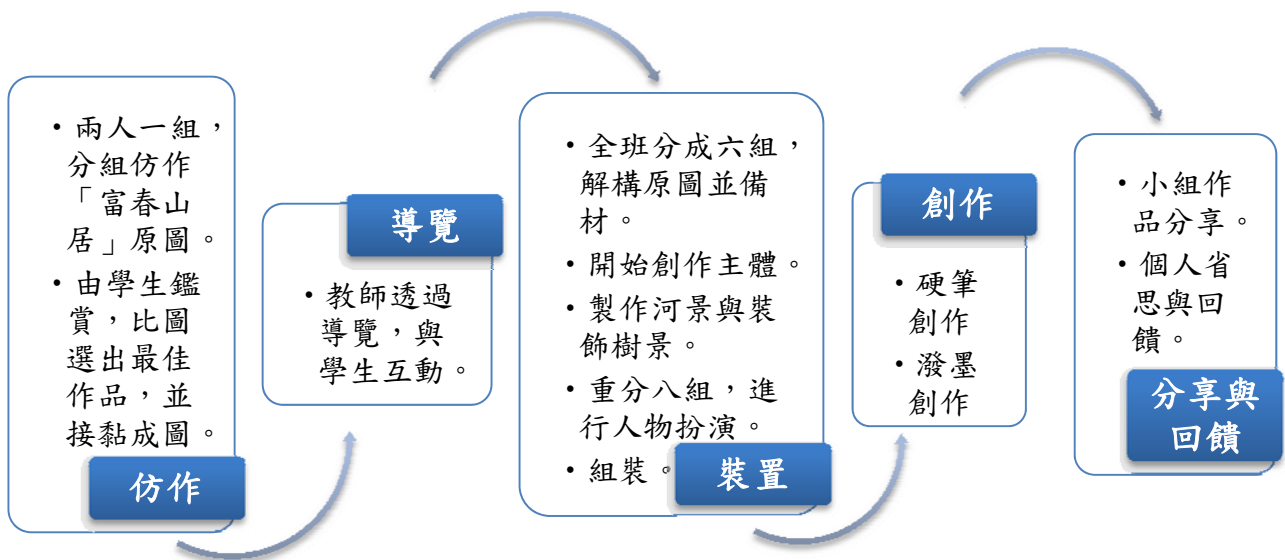 • 兩人一組，
分組仿作
「富春山
居」原圖。
• 由學生鑑
賞，比圖
選出最佳
作品，並
接黏成圖。
仿作
導覽
• 教師透過
導覽，與
學生互動。
• 全班分成六組，
解構原圖並備
材。
• 開始創作主體。
• 製作河景與裝
飾樹景。
• 重分八組，進
行人物扮演。
• 組裝。
裝置
創作
• 硬筆
創作
• 潑墨
創作
• 小組作
品分享。
• 個人省
思與回
饋。
分享與
回饋